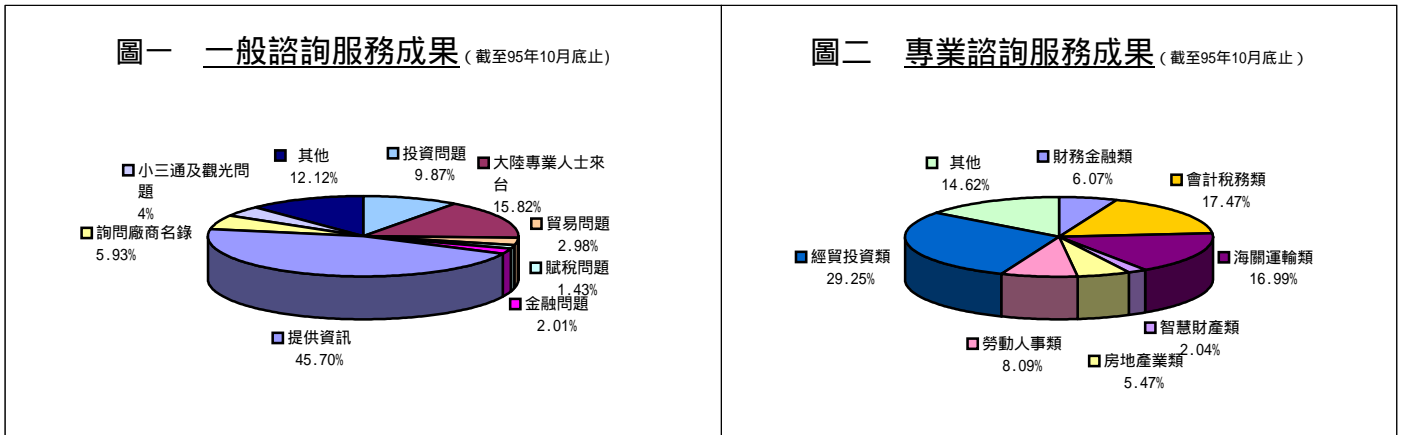 圖一 一般諮詢服務成果(截至95年10月底止)
其他
12.12%
投資問題
9.87%
大陸專業人士來
台
15.82%
貿易問題
2.98%
賦稅問題
1.43%
金融問題
2.01%
提供資訊
45.70%
詢問廠商名錄
5.93%
小三通及觀光問
題
4%
圖二 專業諮詢服務成果(截至95年10月底止)
其他
14.62%
財務金融類
6.07%
會計稅務類
17.47%
海關運輸類
16.99%
智慧財產類
2.04%
房地產業類
5.47%
勞動人事類
8.09%
經貿投資類
29.25%